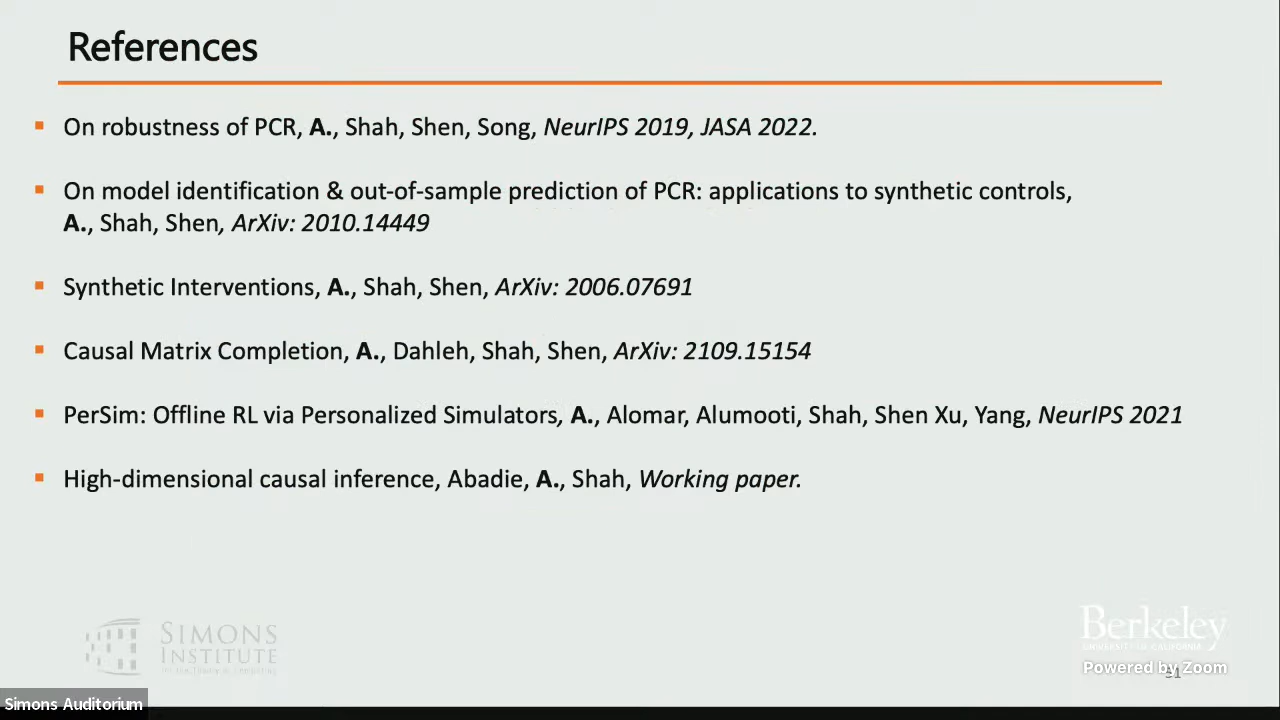 References
On robustness of PCR, A., Shah, Shen, Song, NeurIPS 2019, JASA 2022.
On model identification & out-of-sample prediction of PCR: applications to synthetic controls,
A., Shah, Shen, ArXiv: 2010.14449
Synthetic Interventions, A., Shah, Shen, ArXiv: 2006.07691
Causal Matrix Completion, A., Dahleh, Shah, Shen, ArXiv: 2109.15154
PerSim: Offline RL via Personalized Simulators, A., Alomar, Alumooti, Shah, Shen Xu, Yang, NeurIPS 2021
High-dimensional causal inference, Abadie, A., Shah, Working paper.
SIMONS
INSTITUTE
Berkeley
UNIVERSITY OF CALIFORNIA
Powered by Zoom
31
Simons Auditorium